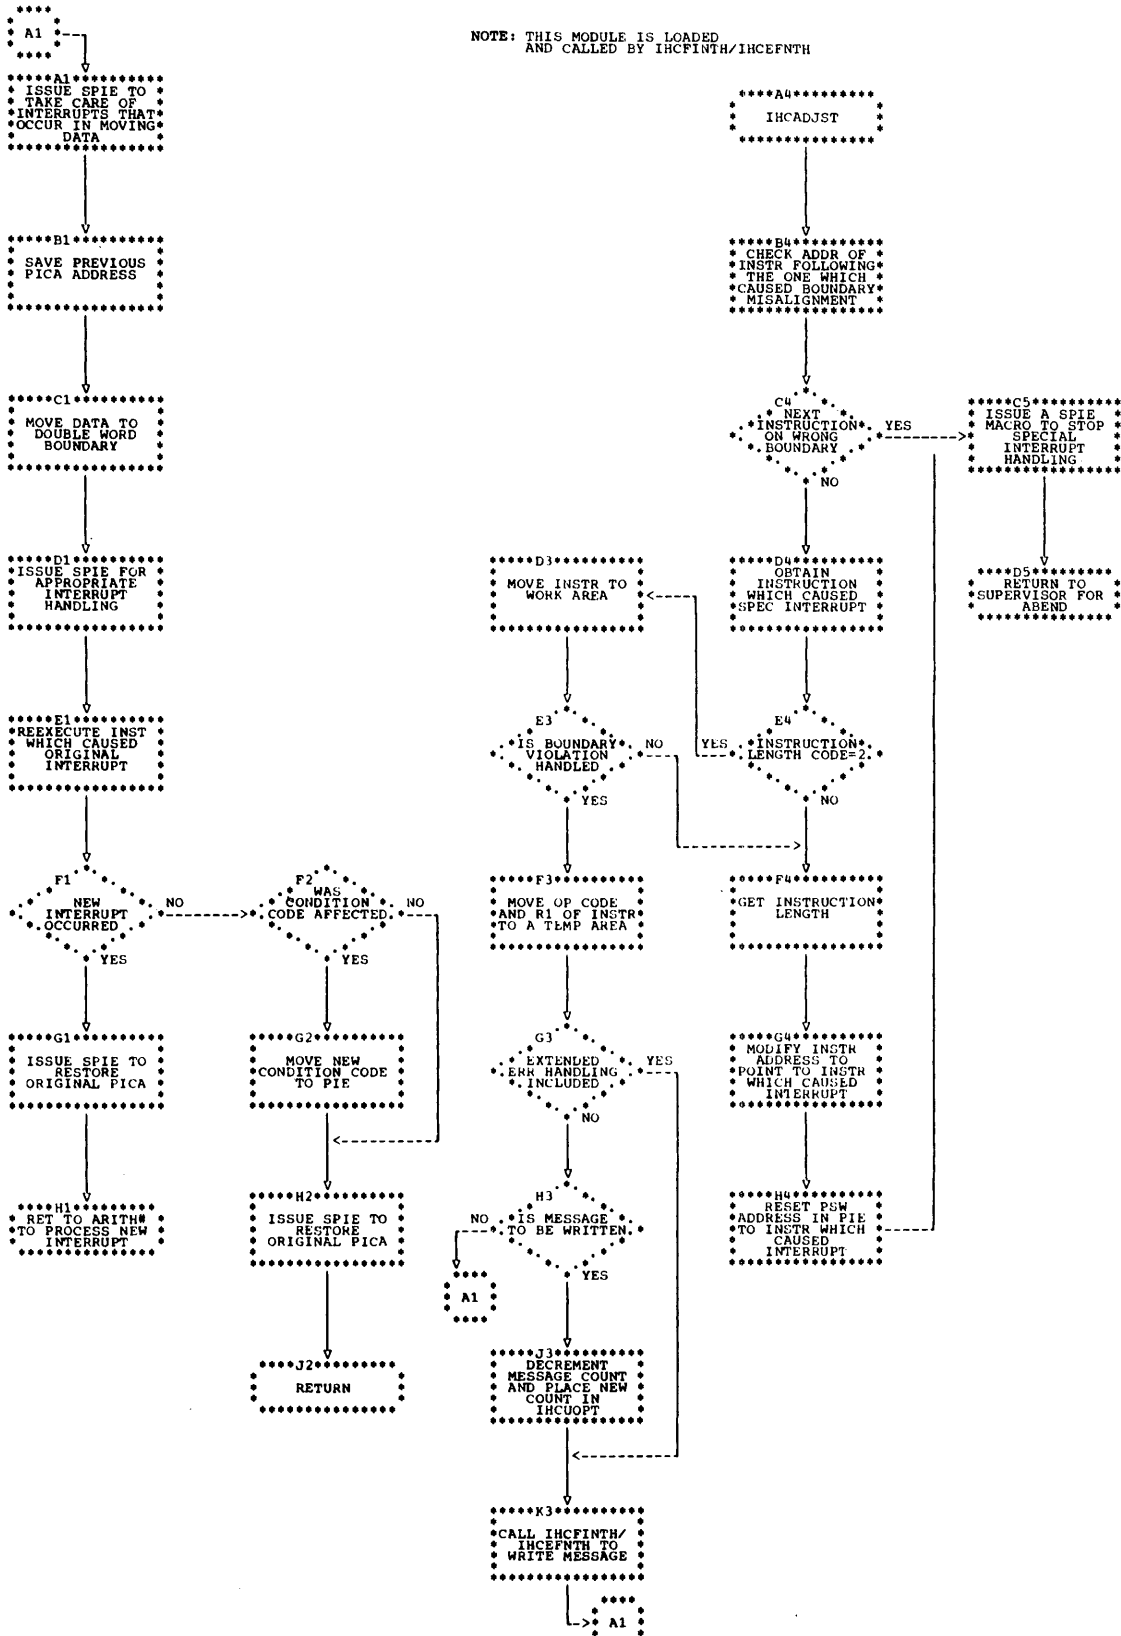 A1
NOTE: THIS MODULE IS LOADED
AND CALLED BY IHCFINTH/IHCEFNTH
A1
ISSUE SPIE TO
TAKE CARE OF
INTERRUPTS THAT
OCCUR IN MOVING
DATA
A4
IHCADJST
B1
SAVE PREVIOUS
PICA ADDRESS
B4
CHECK ADDR OF
INSTR FOLLOWING
THE ONE WHICH
CAUSED BOUNDARY
MISALIGNMENT
C1
MOVE DATA TO
DOUBLE WORD
BOUNDARY
C4
NEXT
INSTRUCTION
ON WRONG
BOUNDARY
YES
NO
C5
ISSUE A SPIE
MACRO TO STOP
SPECIAL
INTERRUPT
HANDLING
D1
ISSUE SPIE FOR
APPROPRIATE
INTERRUPT
HANDLING
D3
MOVE INSTR TO
WORK AREA
D4
OBTAIN
INSTRUCTION
WHICH CAUSED
SPEC INTERRUPT
D5
RETURN TO
SUPERVISOR FOR
ABEND
E1
REEXECUTE INST
WHICH CAUSED
ORIGINAL
INTERRUPT
E3
IS BOUNDARY
VIOLATION
HANDLED
NO
YES
E4
INSTRUCTION
LENGTH CODE=2
YES
NO
F1
NEW
INTERRUPT
OCCURRED
NO
YES
F2
WAS
CONDITION
CODE AFFECTED
NO
YES
F3
MOVE OP CODE
AND R1 OF INSTR
TO A TEMP AREA
F4
GET INSTRUCTION
LENGTH
G1
ISSUE SPIE TO
RESTORE
ORIGINAL PICA
G2
MOVE NEW
CONDITION CODE
TO PIE
G3
EXTENDED
ERR HANDLING
INCLUDED
YES
NO
G4
MODIFY INSTR
ADDRESS TO
POINT TO INSTR
WHICH CAUSED
INTERRUPT
H1
RET TO ARITH#
TO PROCESS NEW
INTERRUPT
H2
ISSUE SPIE TO
RESTORE
ORIGINAL PICA
H3
IS MESSAGE
TO BE WRITTEN
NO
YES
H4
RESET PSW
ADDRESS IN PIE
TO INSTR WHICH
CAUSED
INTERRUPT
A1
J2
RETURN
J3
DECREMENT
MESSAGE COUNT
AND PLACE NEW
COUNT IN
IHCUOPT
K3
CALL IHCFINTH/
IHCEFNTH TO
WRITE MESSAGE
A1